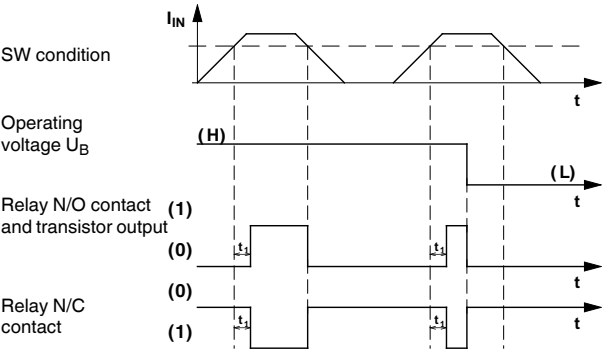 I_IN
SW condition
t
Operating
voltage U_B
(H)
(L)
t
Relay N/O contact
and transistor output
(1)
(0)
t₁
t₁
t
(0)
Relay N/C
contact
(1)
t₁
t₁
t